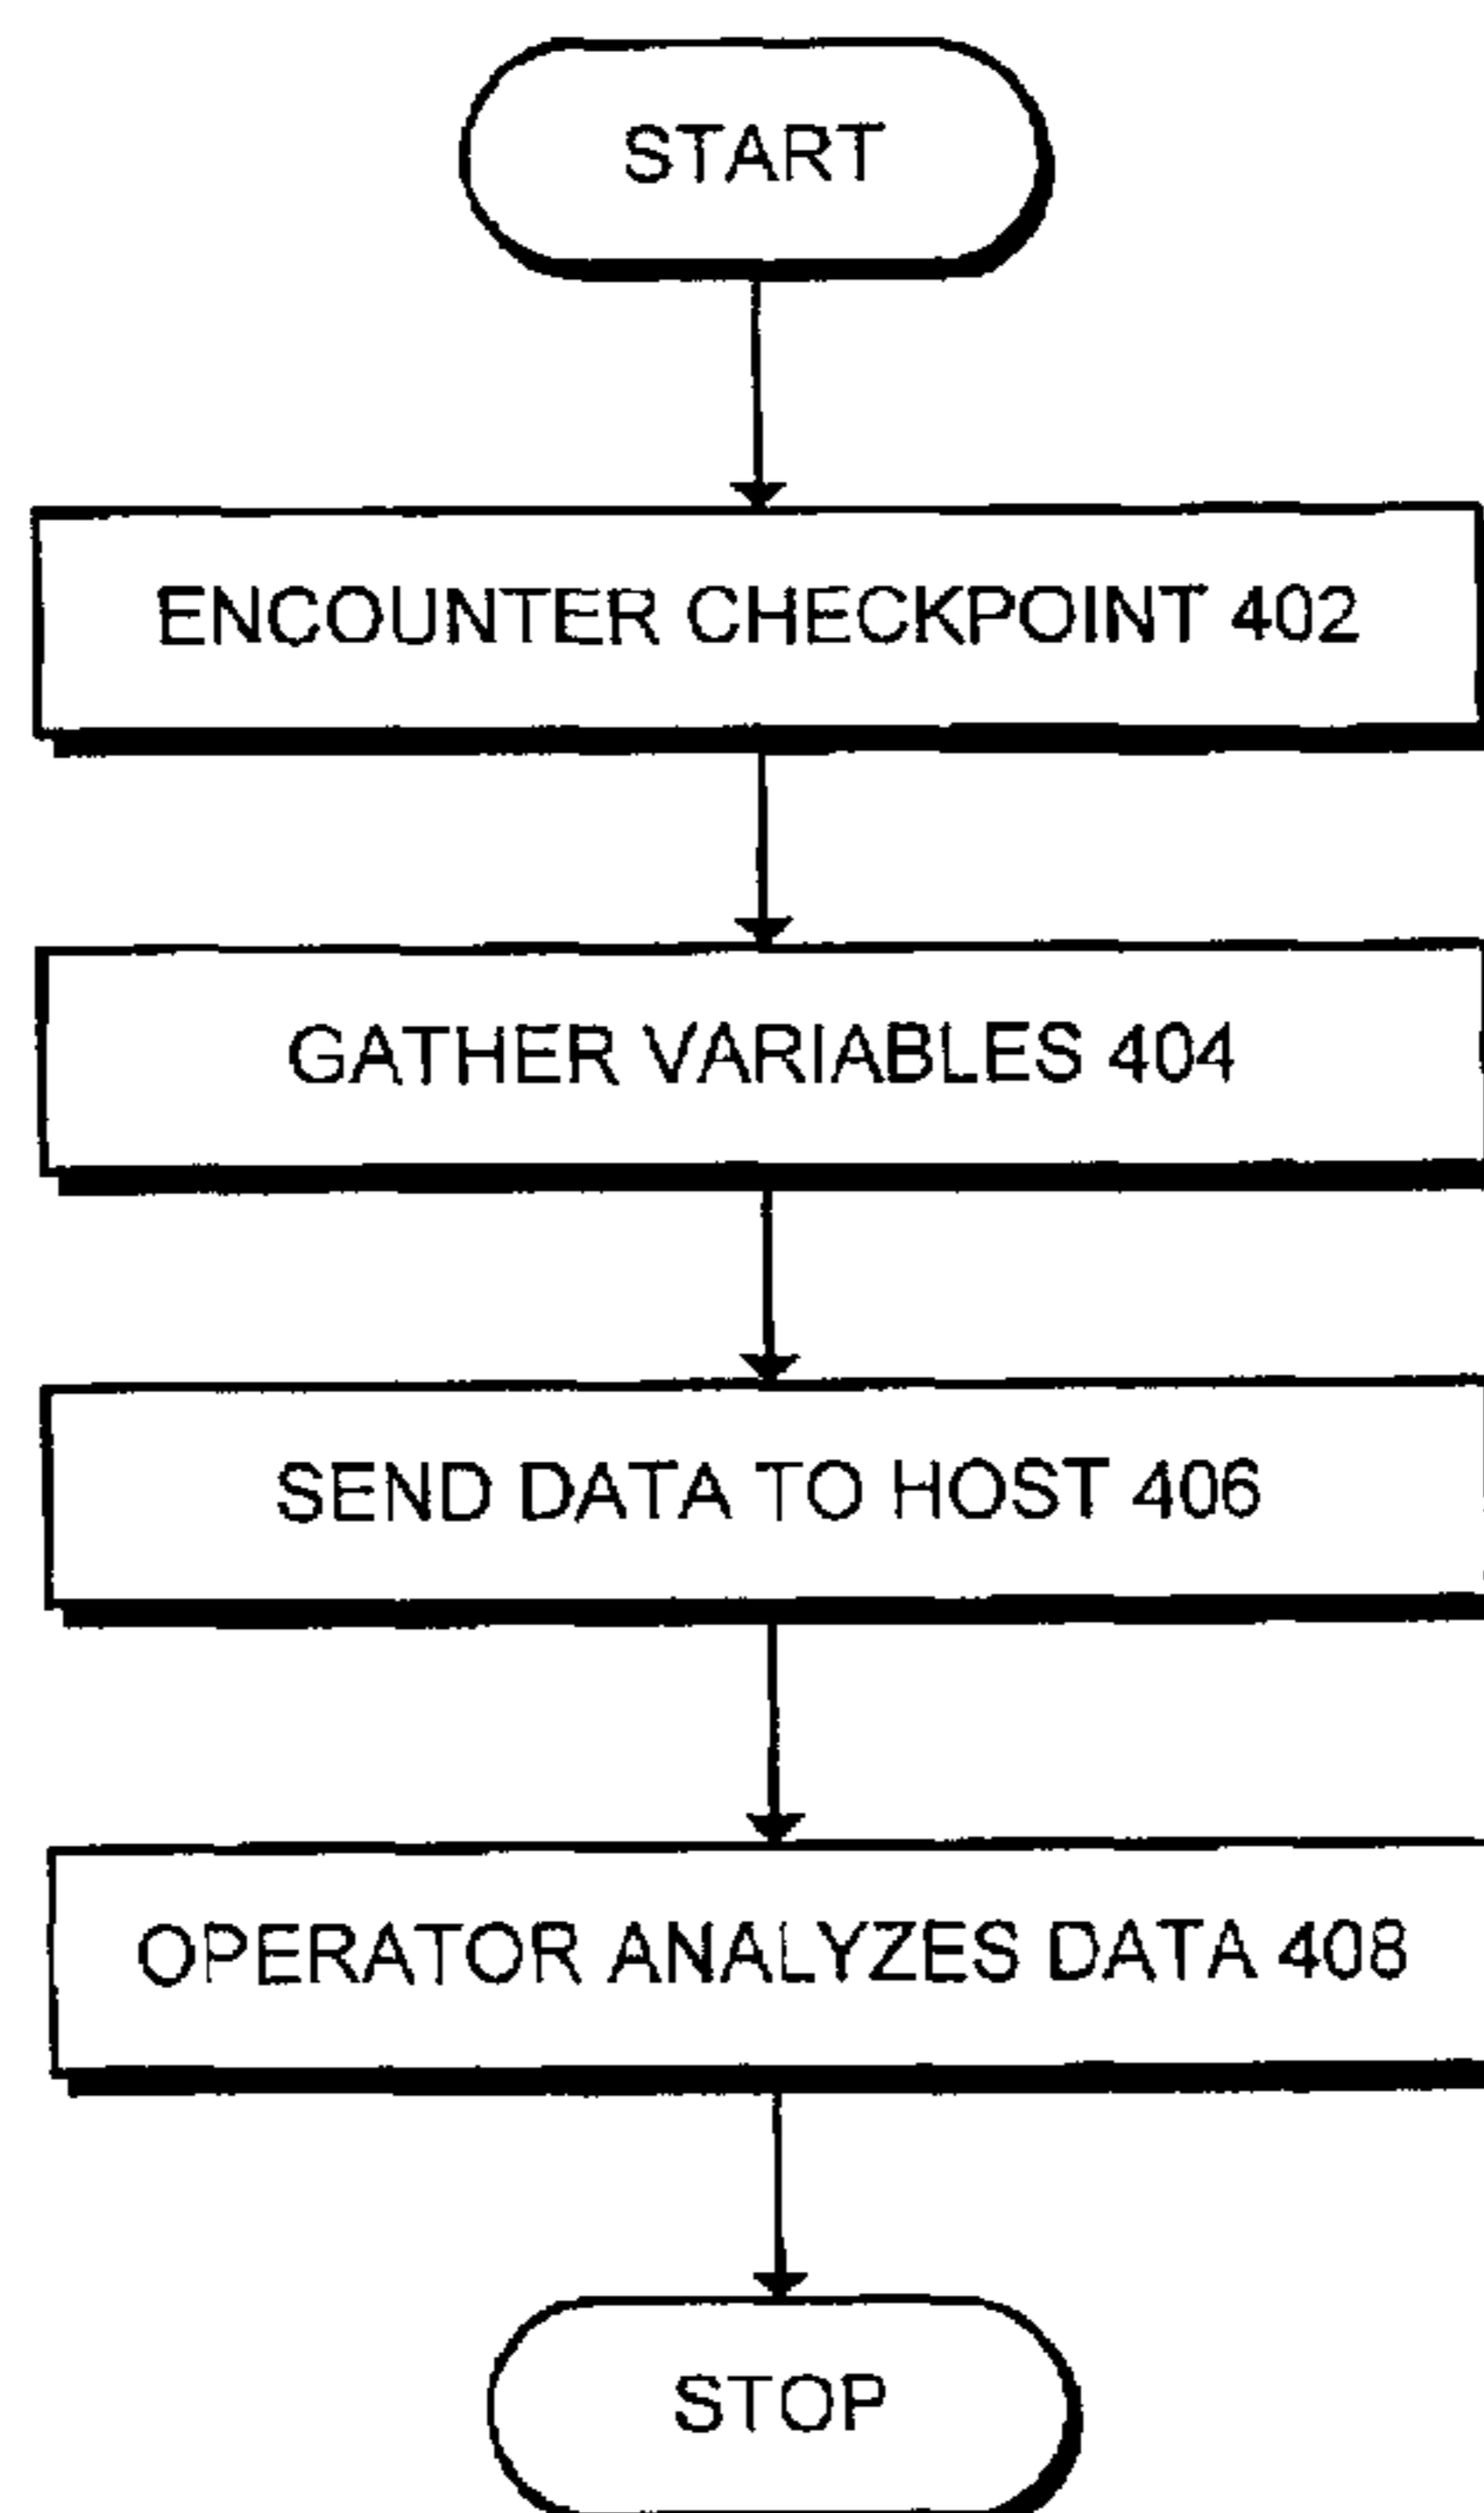 START
ENCOUNTER CHECKPOINT 402
GATHER VARIABLES 404
SEND DATA TO HOST 406
OPERATOR ANALYZES DATA 408
STOP